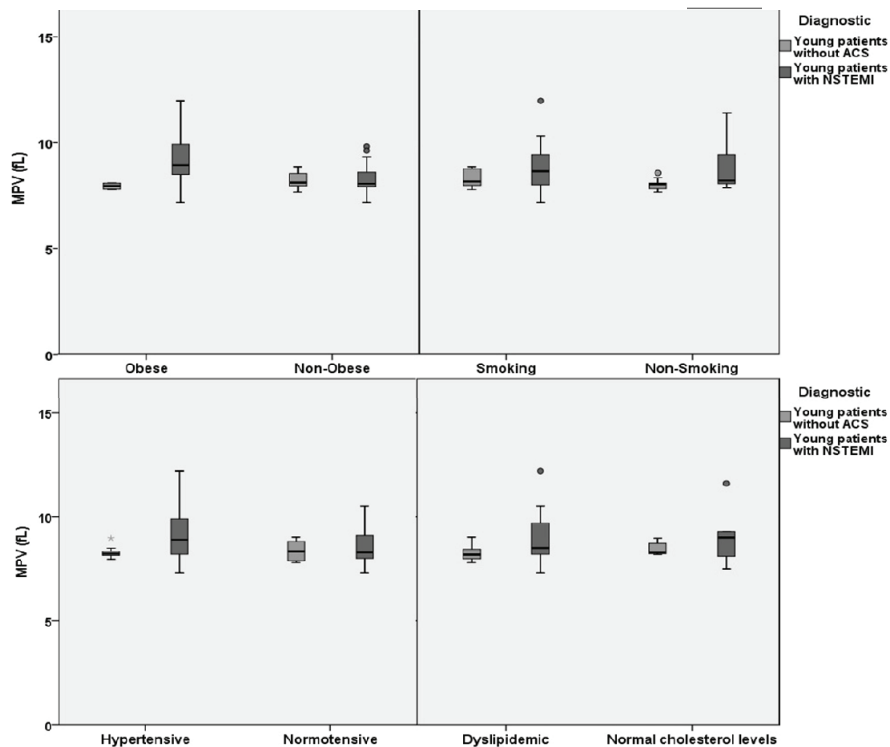 Diagnostic
Young patients
without ACS
Young patients
with NSTEMI
MPV (fL)
15
10
5
0
Obese
Non-Obese
Smoking
Non-Smoking
Diagnostic
Young patients
without ACS
Young patients
with NSTEMI
MPV (fL)
15
10
5
0
Hypertensive
Normotensive
Dyslipidemic
Normal cholesterol levels